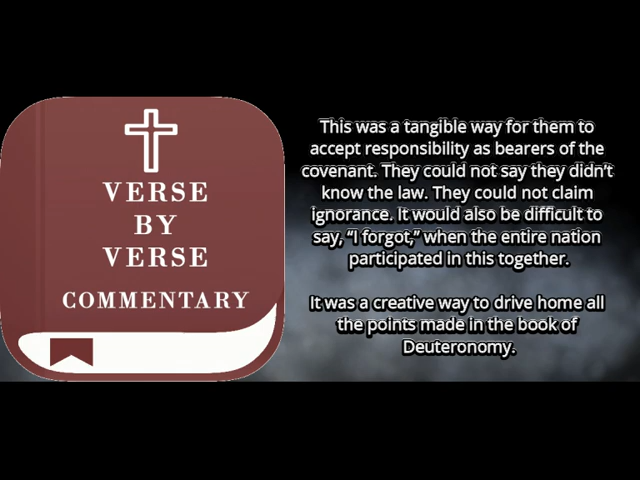 VERSE
BY
VERSE
COMMENTARY
This was a tangible way for them to
accept responsibility as bearers of the
covenant. They could not say they didn’t
know the law. They could not claim
ignorance. It would also be difficult to
say, “I forgot,” when the entire nation
participated in this together.
It was a creative way to drive home all
the points made in the book of
Deuteronomy.